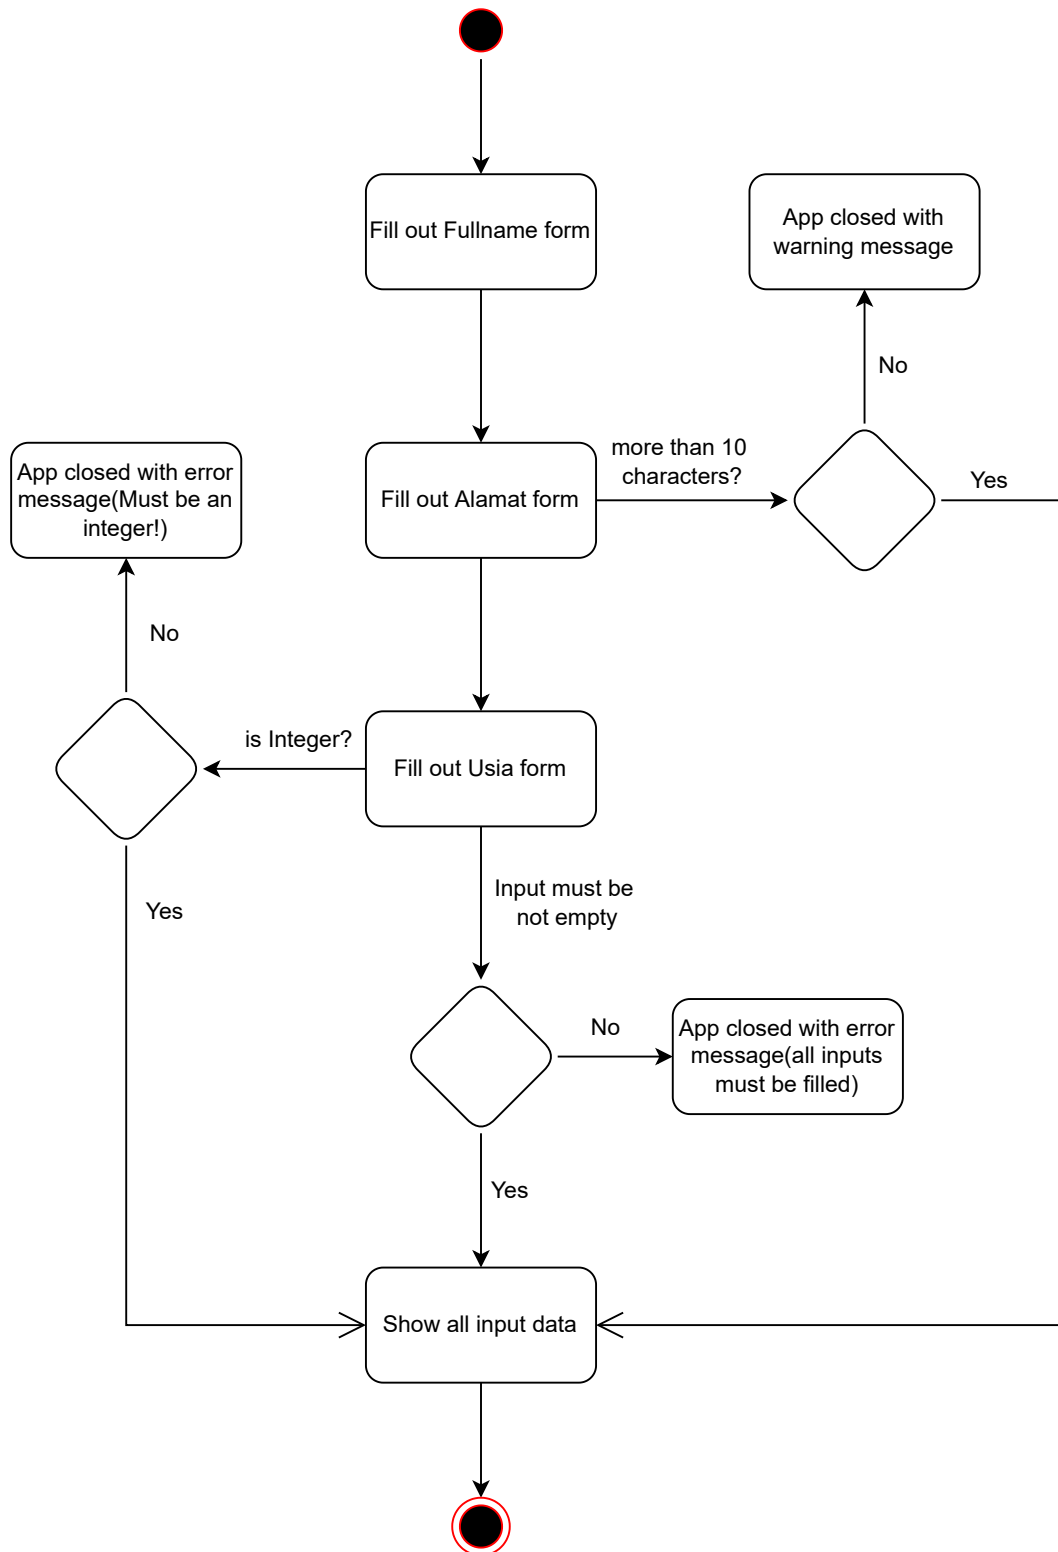 Fill out Fullname form
App closed with
warning message
No
more than 10
characters?
Fill out Alamat form
Yes
App closed with error
message(Must be an
integer!)
No
is Integer?
Fill out Usia form
Yes
Input must be
not empty
No
App closed with error
message(all inputs
must be filled)
Yes
Show all input data